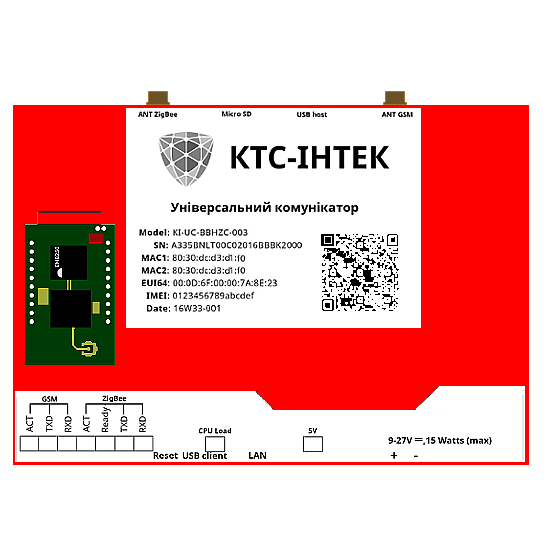 ANT ZigBee Micro SD USB host ANT GSM
КТС-ІНТЕК
Універсальний комунікатор
Model: KI-UC-BBHZC-003
SN: A335BNLT00C02016BBBK2000
MAC1: 80:30:dc:d3:d1:f0
MAC2: 80:30:dc:d3:d1:f0
EUI64: 00:0D:6F:00:00:7A:8E:23
IMEI: 0123456789abcdef
Date: 16W33-001
EM8250
GSM ZigBee
ACT TXD RXD ACT Ready TXD RXD
CPU Load 5V
9-27V ⎓,15 Watts (max)
Reset USB client LAN + -